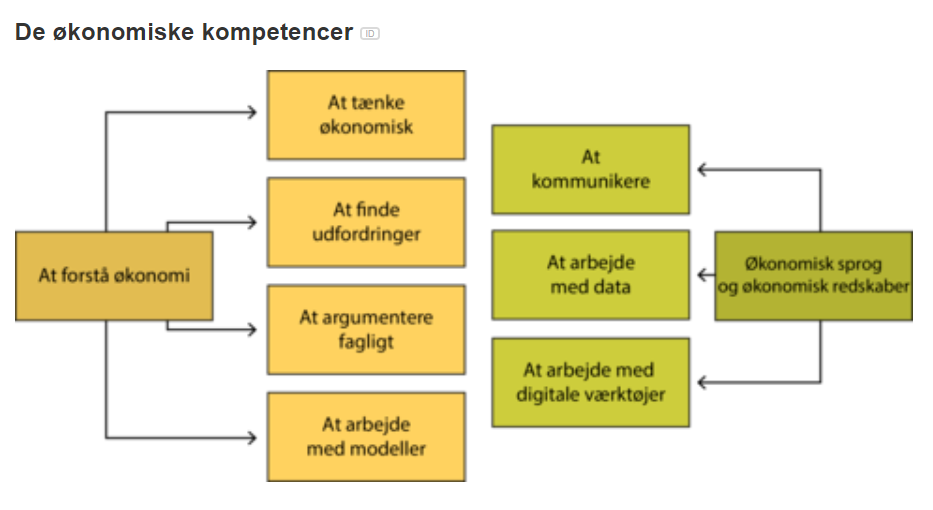 De økonomiske kompetencer ID
At forstå økonomi
At tænke
økonomisk
At finde
udfordringer
At argumentere
fagligt
At arbejde
med modeller
At
kommunikere
At arbejde
med data
At arbejde med
digitale værktøjer
Økonomisk sprog
og økonomisk redskaber